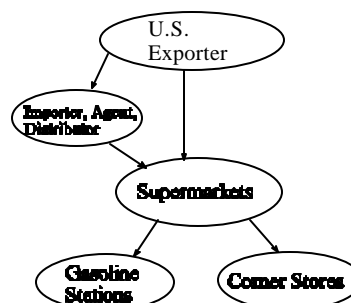 U.S.
Exporter
Importer, Agent,
Distributor
Supermarkets
Gasoline
Stations
Corner Stores